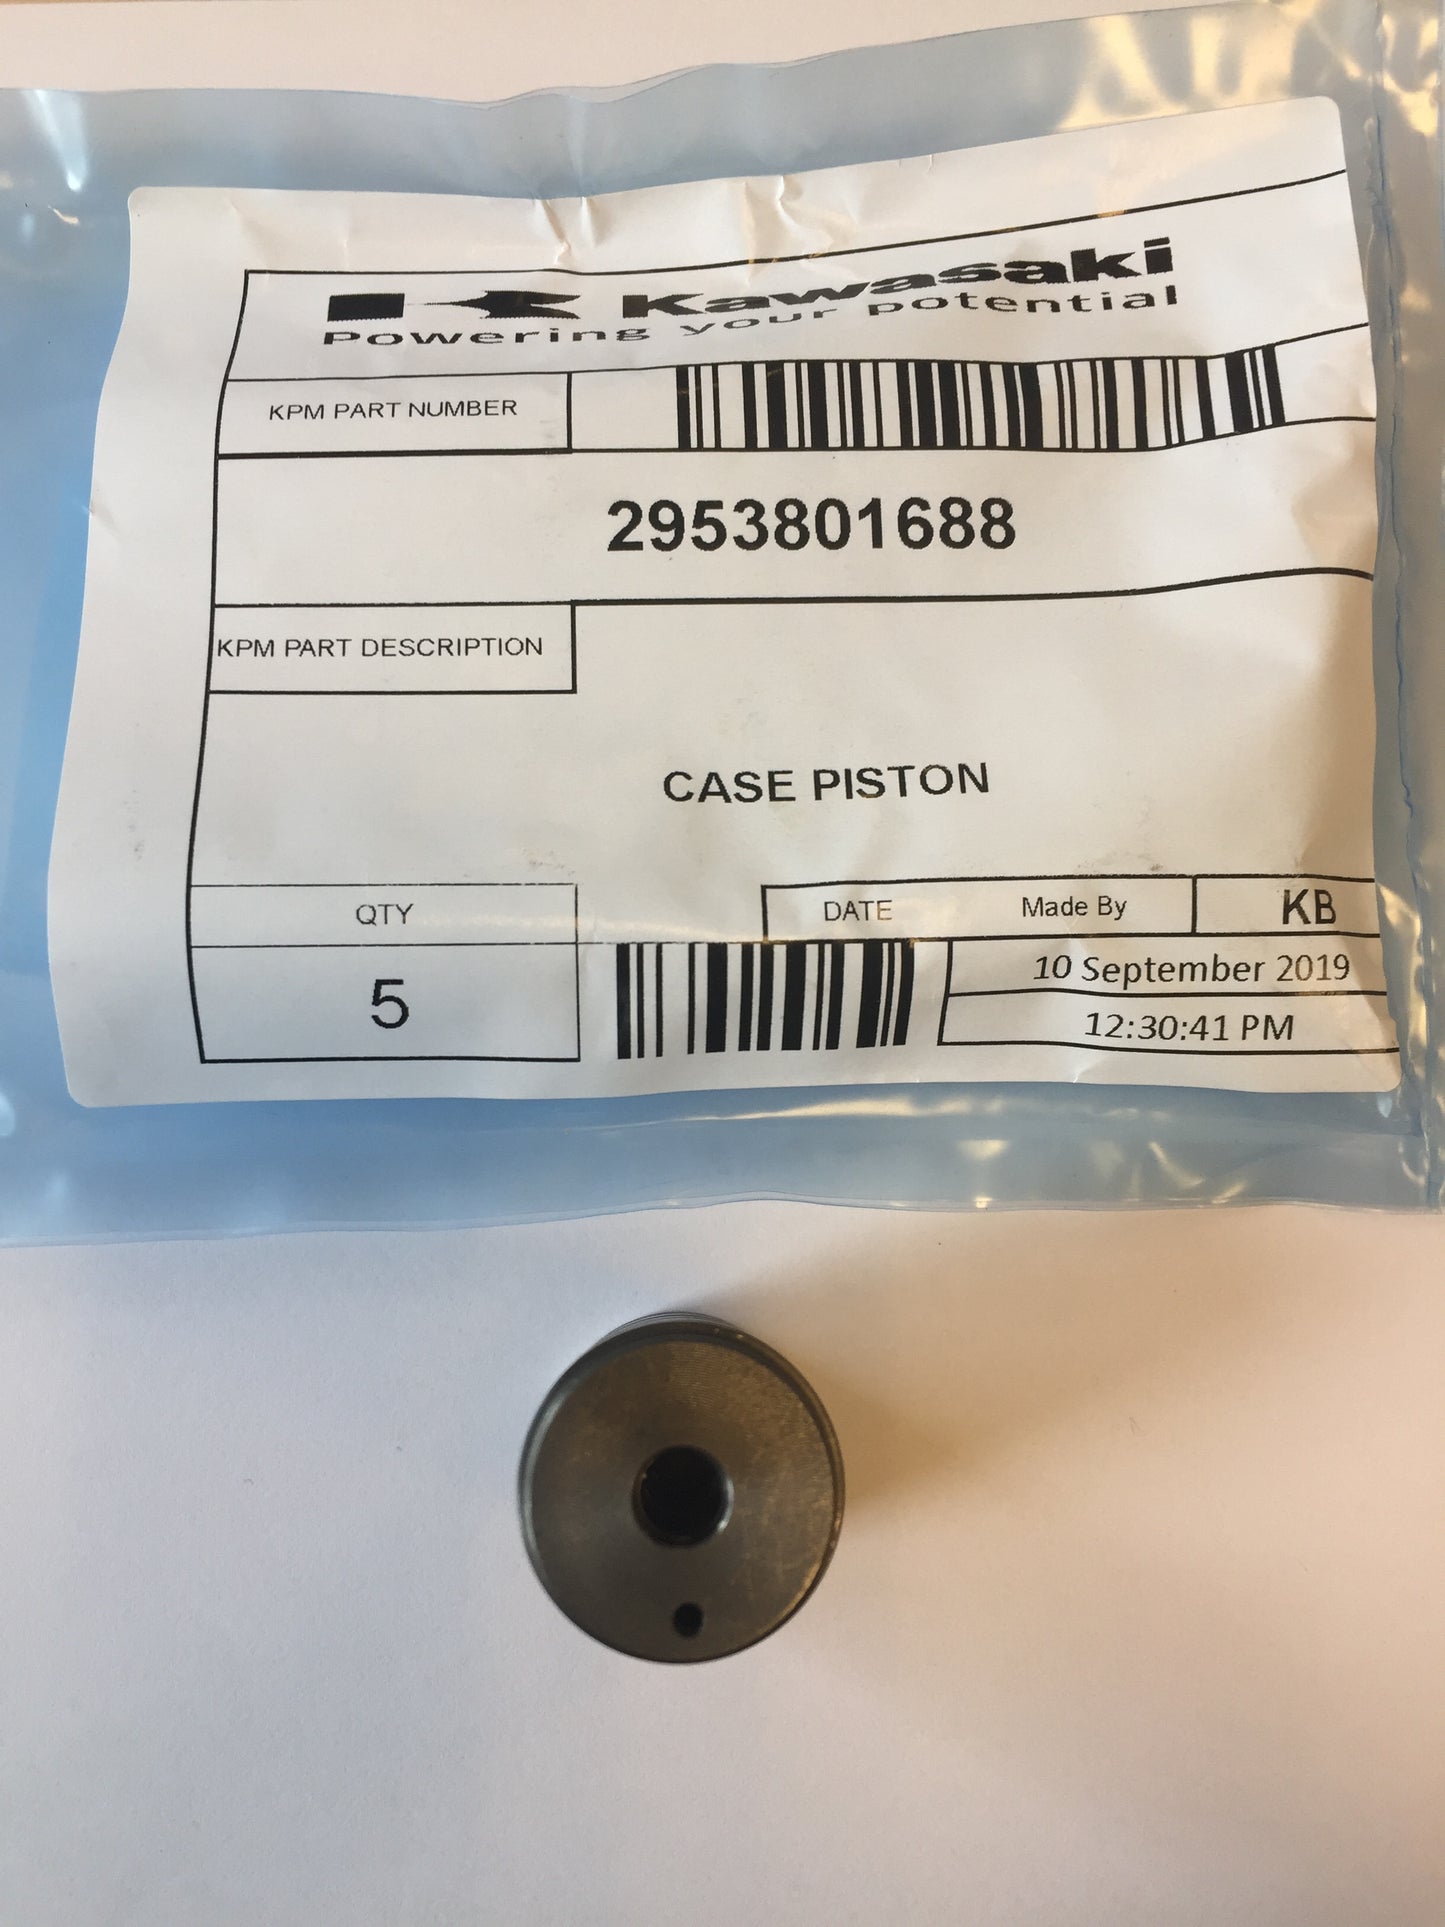 Kawasaki
Powering your potential
KPM PART NUMBER
2953801688
KPM PART DESCRIPTION
CASE PISTON
QTY
DATE
Made By
KB
5
10 September 2019
12:30:41 PM